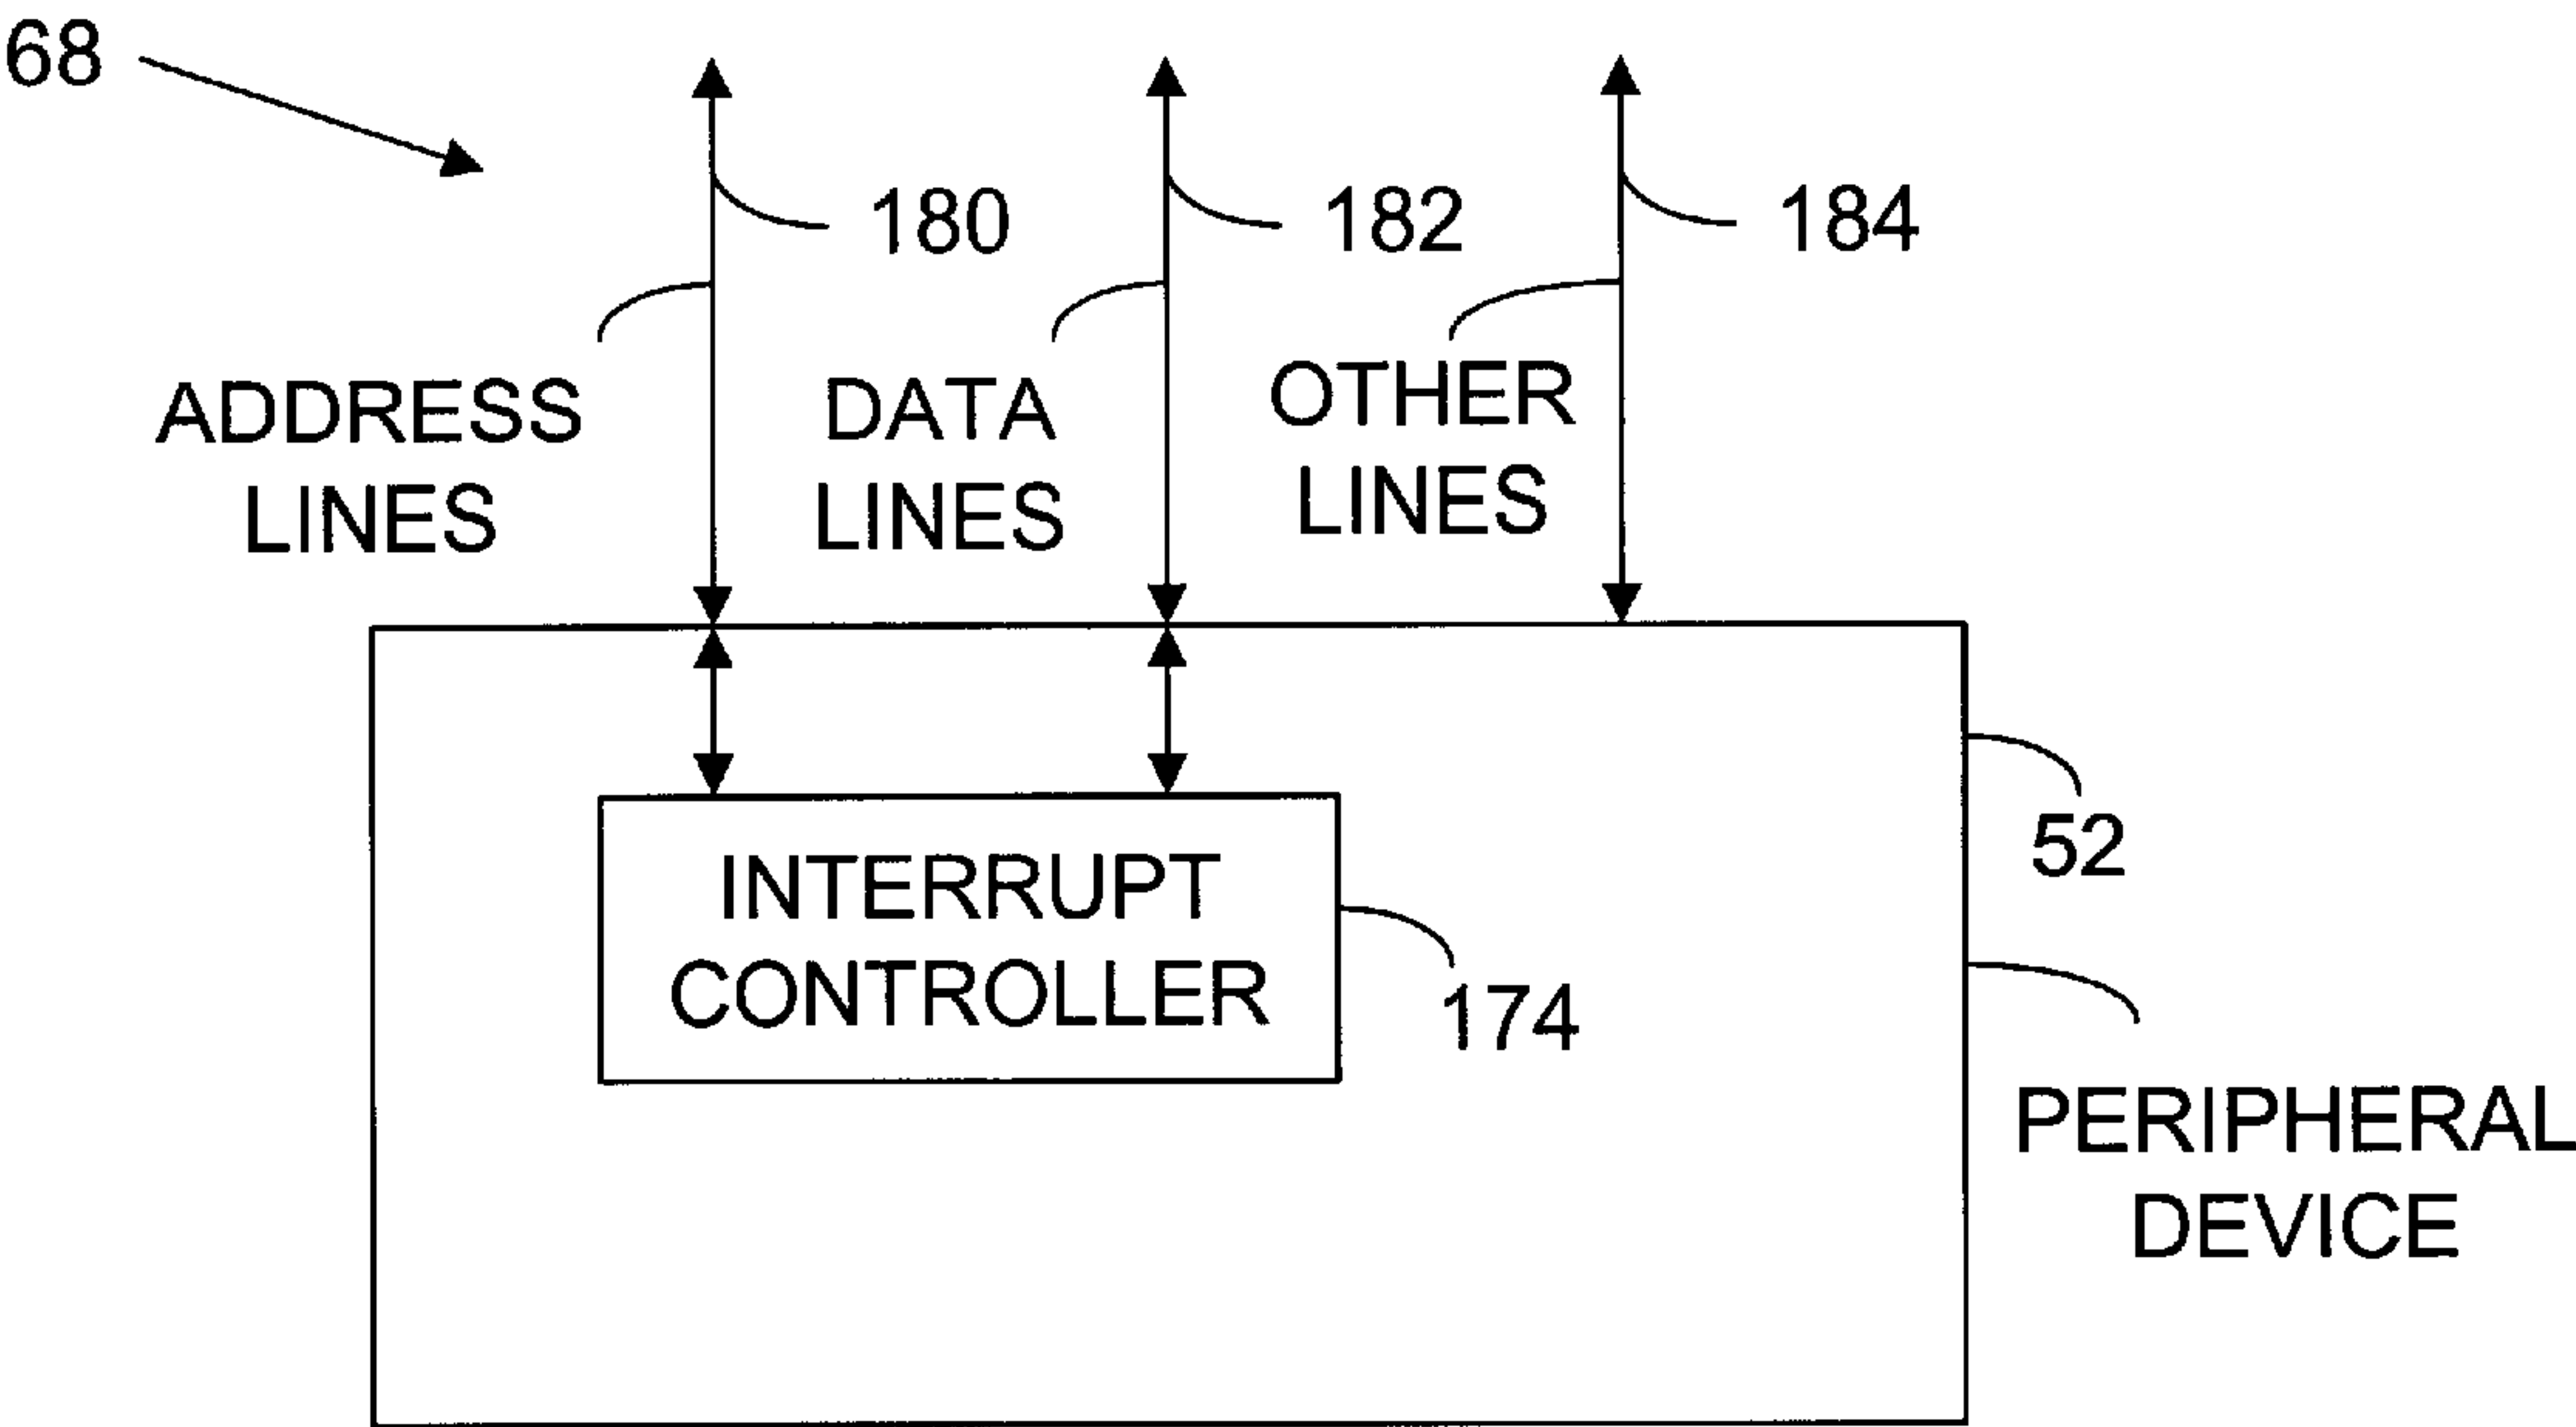 68
180
182
184
ADDRESS
LINES
DATA
LINES
OTHER
LINES
52
INTERRUPT
CONTROLLER
174
PERIPHERAL
DEVICE